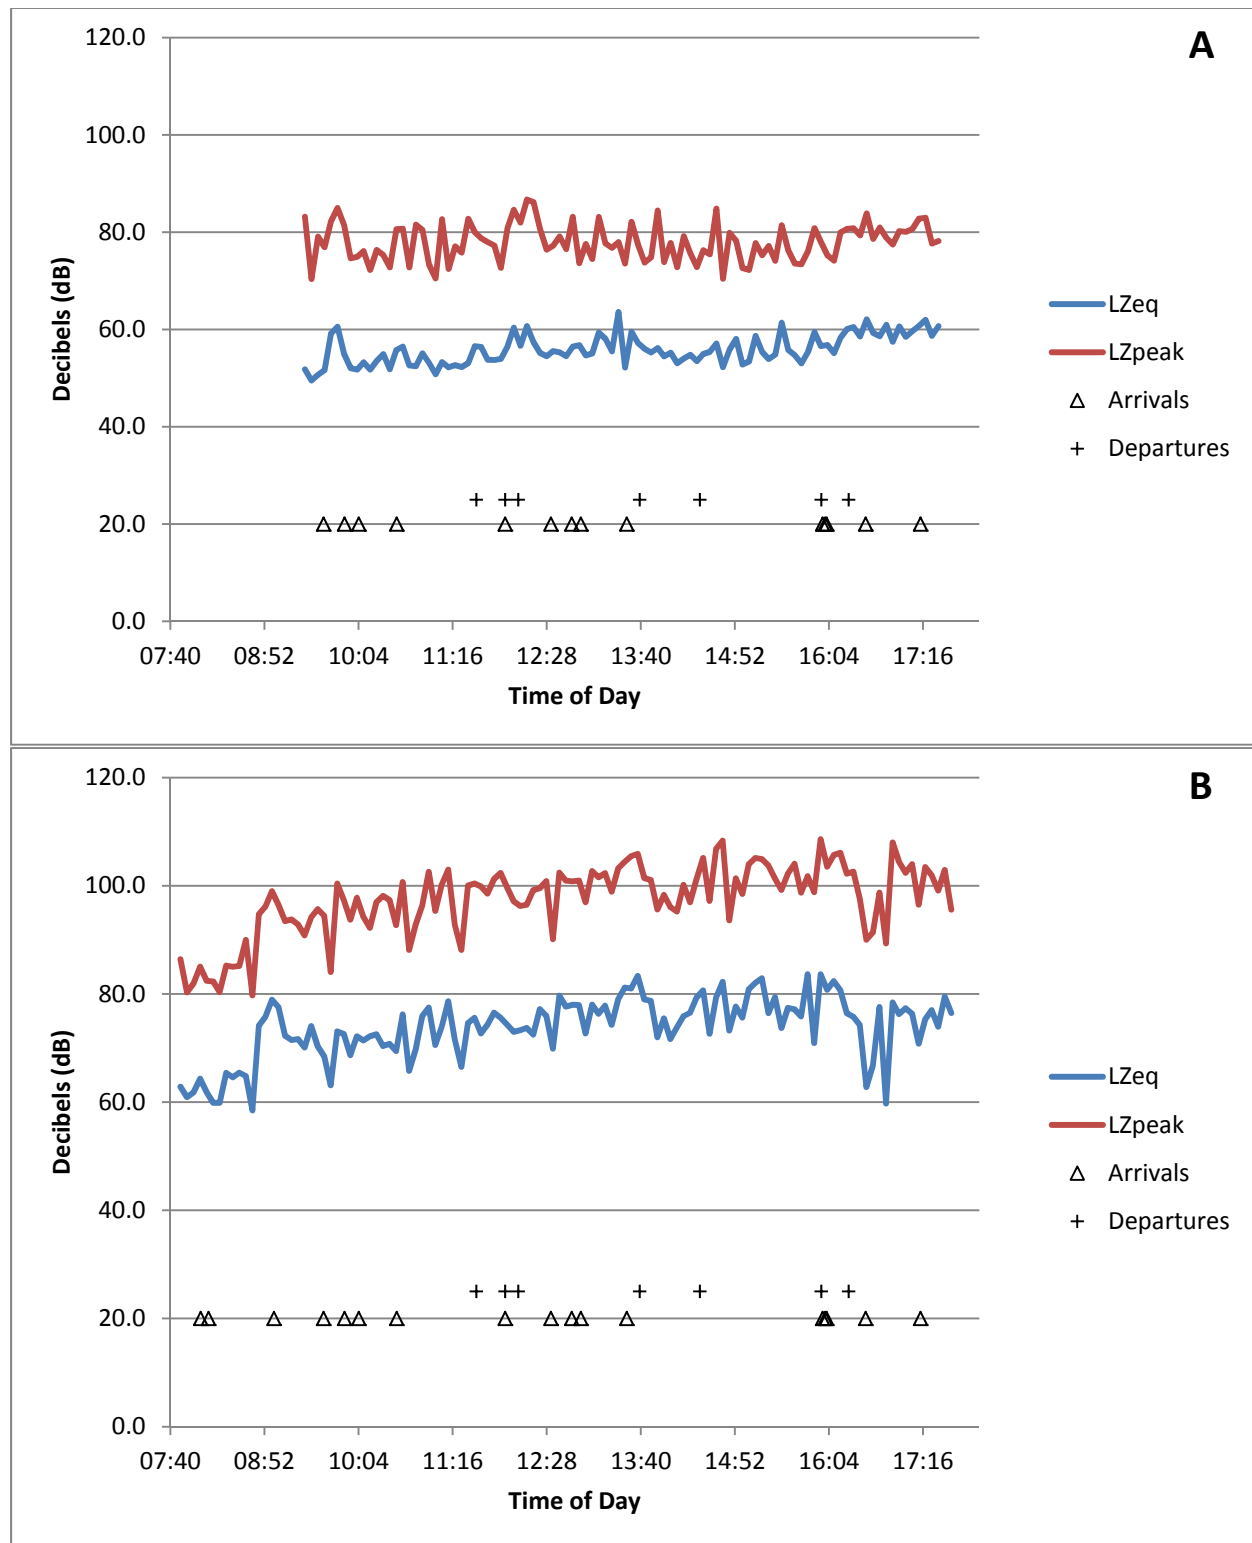 A
120.0
100.0
80.0
60.0
40.0
20.0
0.0
Decibels (dB)
07:40 08:52 10:04 11:16 12:28 13:40 14:52 16:04 17:16
Time of Day
LZeq
LZpeak
Arrivals
Departures
B
120.0
100.0
80.0
60.0
40.0
20.0
0.0
Decibels (dB)
07:40 08:52 10:04 11:16 12:28 13:40 14:52 16:04 17:16
Time of Day
LZeq
LZpeak
Arrivals
Departures